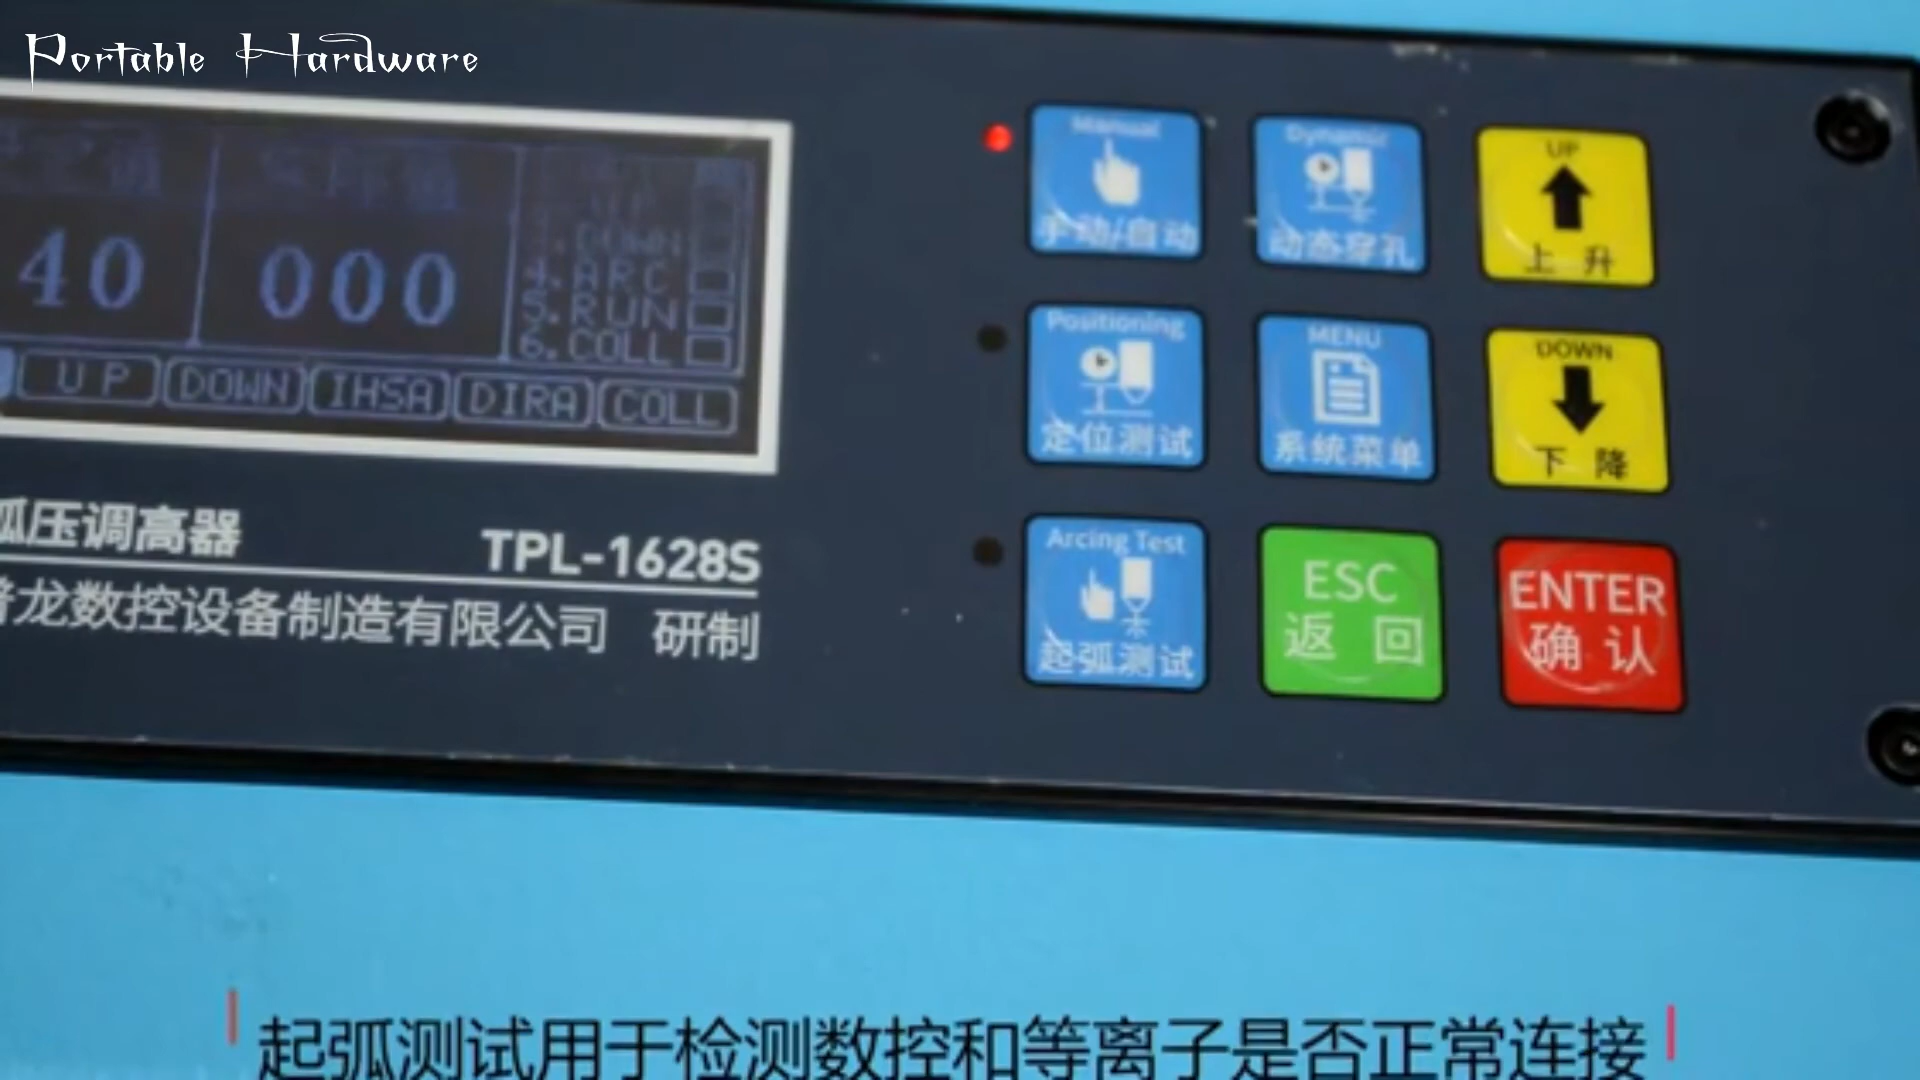 Portable Hardware
40
000
3.DOWN
4.ARC
5.RUN
6.COLL
UP
DOWN
IHSA
DIRA
COLL
弧压调高器
TPL-1628S
普龙数控设备制造有限公司 研制
Manual
手动/自动
Dynamic
动态穿孔
UP
上 升
Positioning
定位测试
MENU
系统菜单
DOWN
下 降
Arcing Test
起弧测试
ESC
返 回
ENTER
确 认
起弧测试用于检测数控和等离子是否正常连接